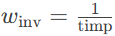 w_inv = 1/timp